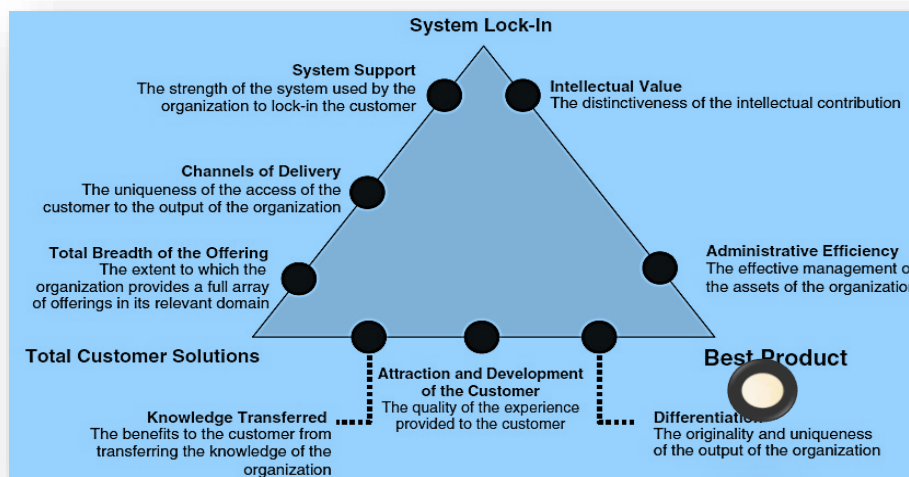 System Lock-In
System Support
The strength of the system used by the
organization to lock-in the customer
Intellectual Value
The distinctiveness of the intellectual contribution
Channels of Delivery
The uniqueness of the access of the
customer to the output of the organization
Total Breadth of the Offering
The extent to which the
organization provides a full array
of offerings in its relevant domain
Administrative Efficiency
The effective management o
the assets of the organization
Total Customer Solutions
Best Product
Attraction and Development
of the Customer
The quality of the experience
provided to the customer
Knowledge Transferred
The benefits to the customer from
transferring the knowledge of the
organization
Differentiation
The originality and uniqueness
of the output of the organization